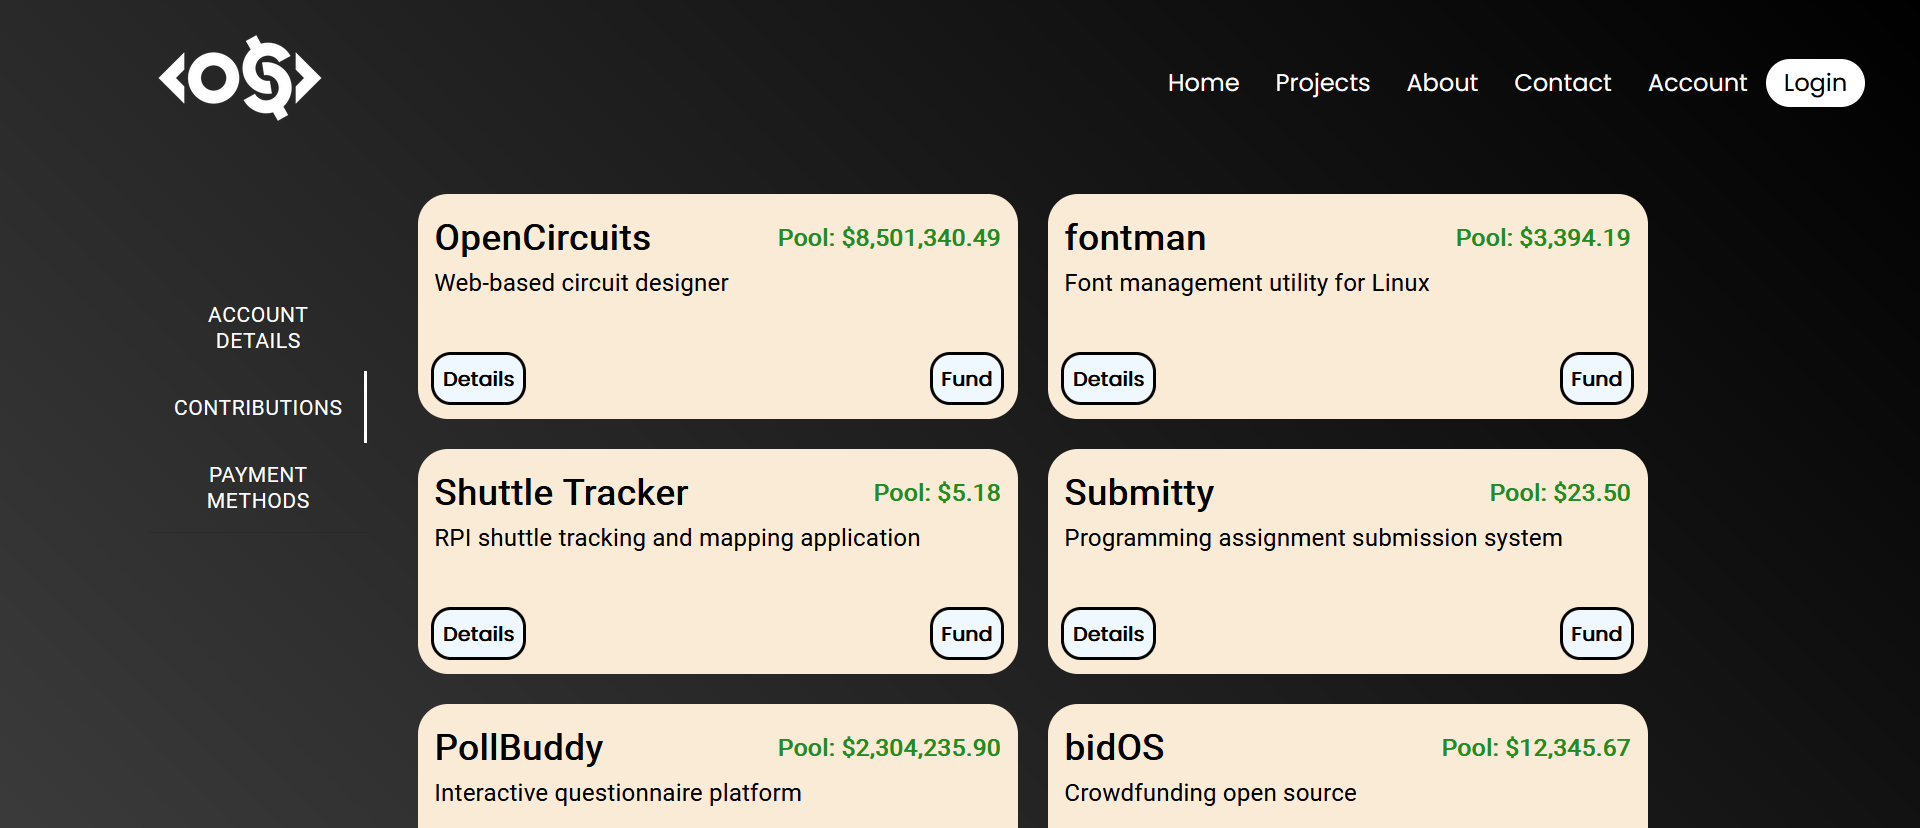 <OS>
Home Projects About Contact Account Login
ACCOUNT
DETAILS
CONTRIBUTIONS
PAYMENT
METHODS
OpenCircuits Pool: $8,501,340.49
Web-based circuit designer
Details Fund
fontman Pool: $3,394.19
Font management utility for Linux
Details Fund
Shuttle Tracker Pool: $5.18
RPI shuttle tracking and mapping application
Details Fund
Submitty Pool: $23.50
Programming assignment submission system
Details Fund
PollBuddy Pool: $2,304,235.90
Interactive questionnaire platform
bidOS Pool: $12,345.67
Crowdfunding open source